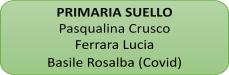 PRIMARIA SUELLO
Pasqualina Crusco
Ferrara Lucia
Basile Rosalba (Covid)